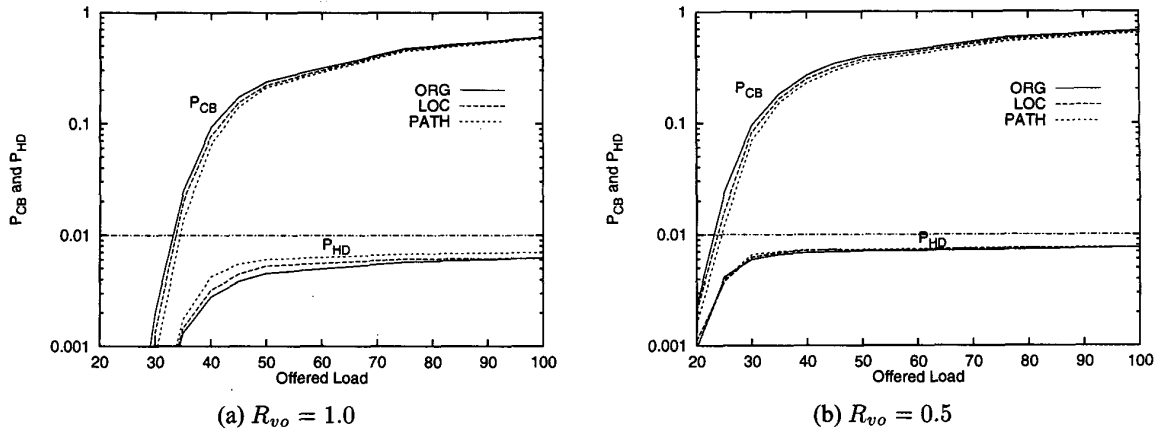 1
0.1
0.01
0.001
P_CB and P_HD
P_CB
ORG
LOC
PATH
P_HD
20 30 40 50 60 70 80 90 100
Offered Load
(a) R_vo = 1.0
1
0.1
0.01
0.001
P_CB and P_HD
P_CB
ORG
LOC
PATH
P_HD
20 30 40 50 60 70 80 90 100
Offered Load
(b) R_vo = 0.5